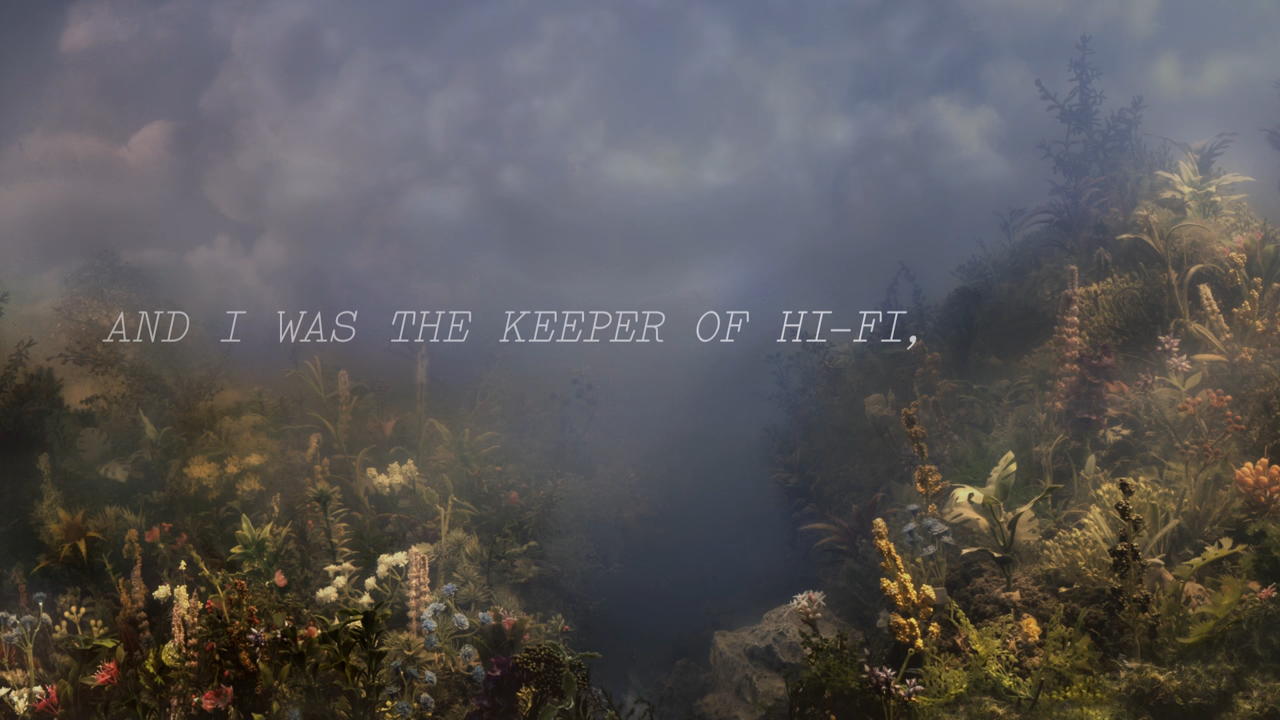 AND I WAS THE KEEPER OF HI-FI,